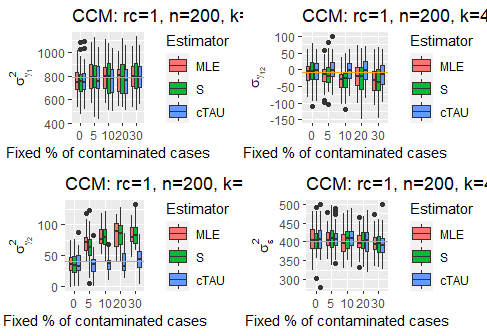 CCM: rc=1, n=200, k=
σ²γ₁
1000
800
600
400
0 5 10 20 30
Fixed % of contaminated cases
Estimator
MLE
S
cTAU
CCM: rc=1, n=200, k=4
σγ₁₂
100
50
0
-50
-100
-150
0 5 10 20 30
Fixed % of contaminated cases
Estimator
MLE
S
cTAU
CCM: rc=1, n=200, k=
σ²γ₂
100
50
0
0 5 10 20 30
Fixed % of contaminated cases
Estimator
MLE
S
cTAU
CCM: rc=1, n=200, k=4
σ²ε
500
450
400
350
300
0 5 10 20 30
Fixed % of contaminated cases
Estimator
MLE
S
cTAU